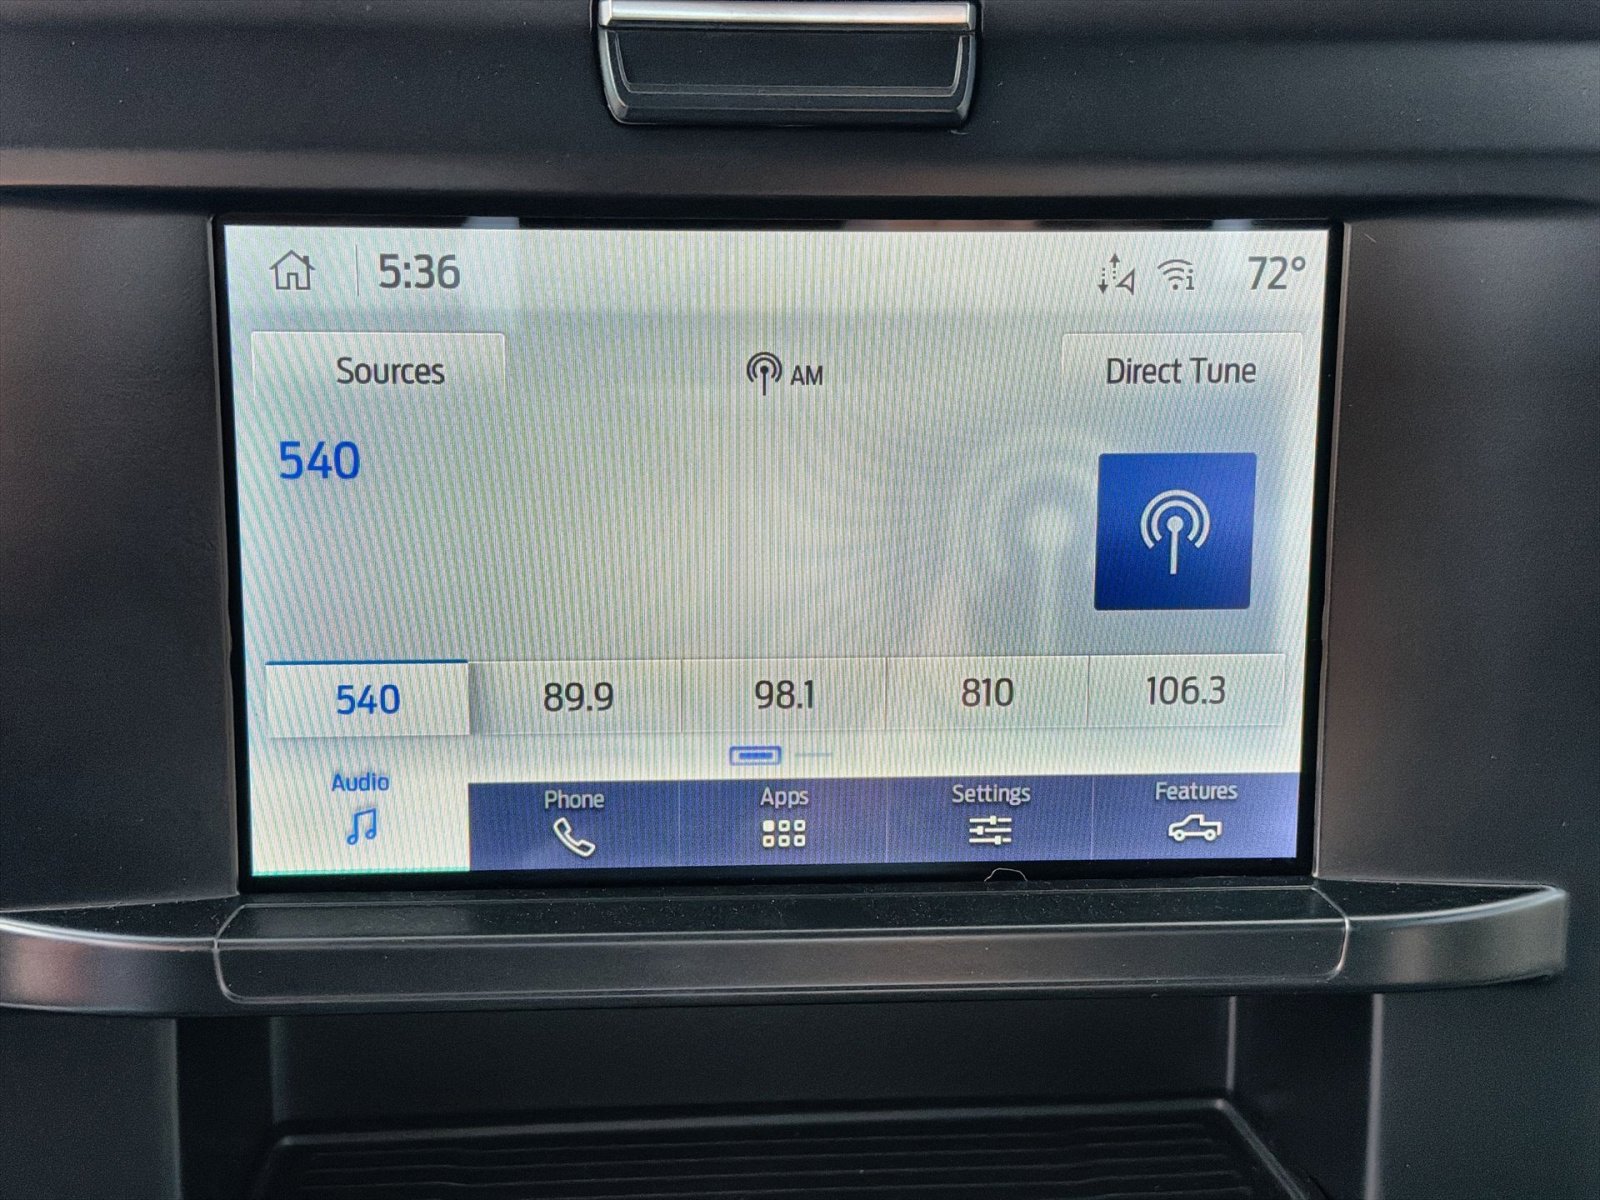 5:36 72°
Sources AM Direct Tune
540
540 89.9 98.1 810 106.3
Audio Phone Apps Settings Features